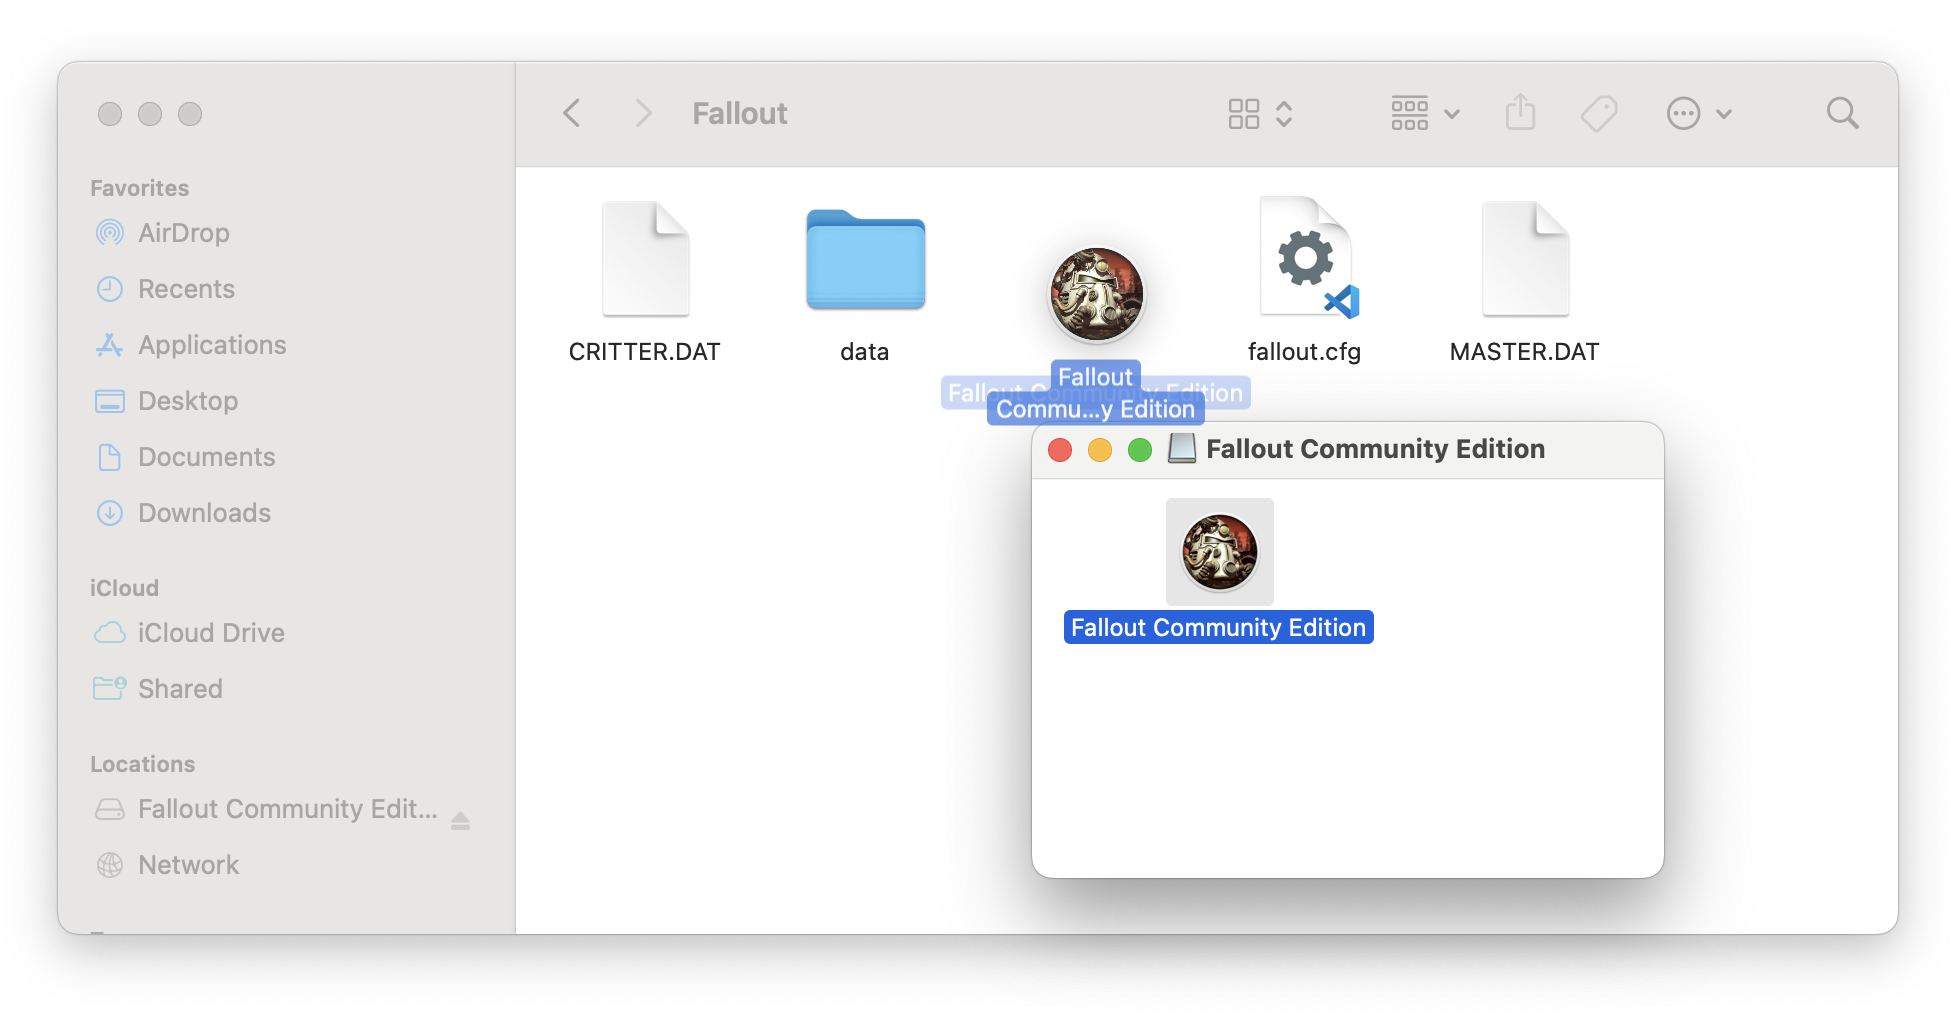 Fallout
Favorites
AirDrop
Recents
Applications
Desktop
Documents
Downloads
iCloud
iCloud Drive
Shared
Locations
Fallout Community Edit...
Network
CRITTER.DAT
data
Fallout
Commu...y Edition
Fallout Community Edition
fallout.cfg
MASTER.DAT
Fallout Community Edition
Fallout Community Edition